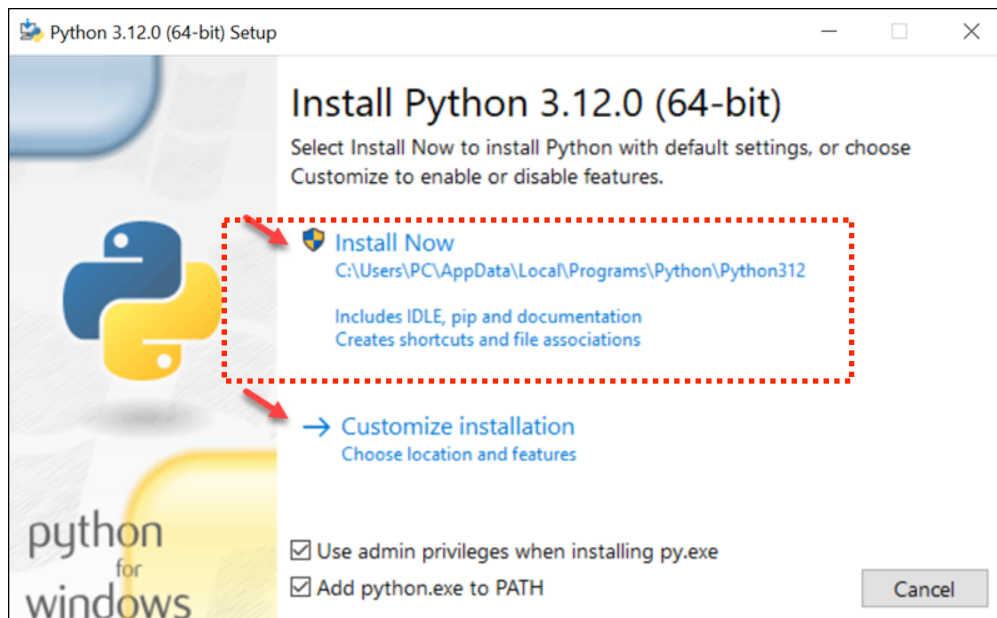 Python 3.12.0 (64-bit) Setup
Install Python 3.12.0 (64-bit)
Select Install Now to install Python with default settings, or choose
Customize to enable or disable features.
Install Now
C:\Users\PC\AppData\Local\Programs\Python\Python312
Includes IDLE, pip and documentation
Creates shortcuts and file associations
Customize installation
Choose location and features
python
for
windows
Use admin privileges when installing py.exe
Add python.exe to PATH
Cancel